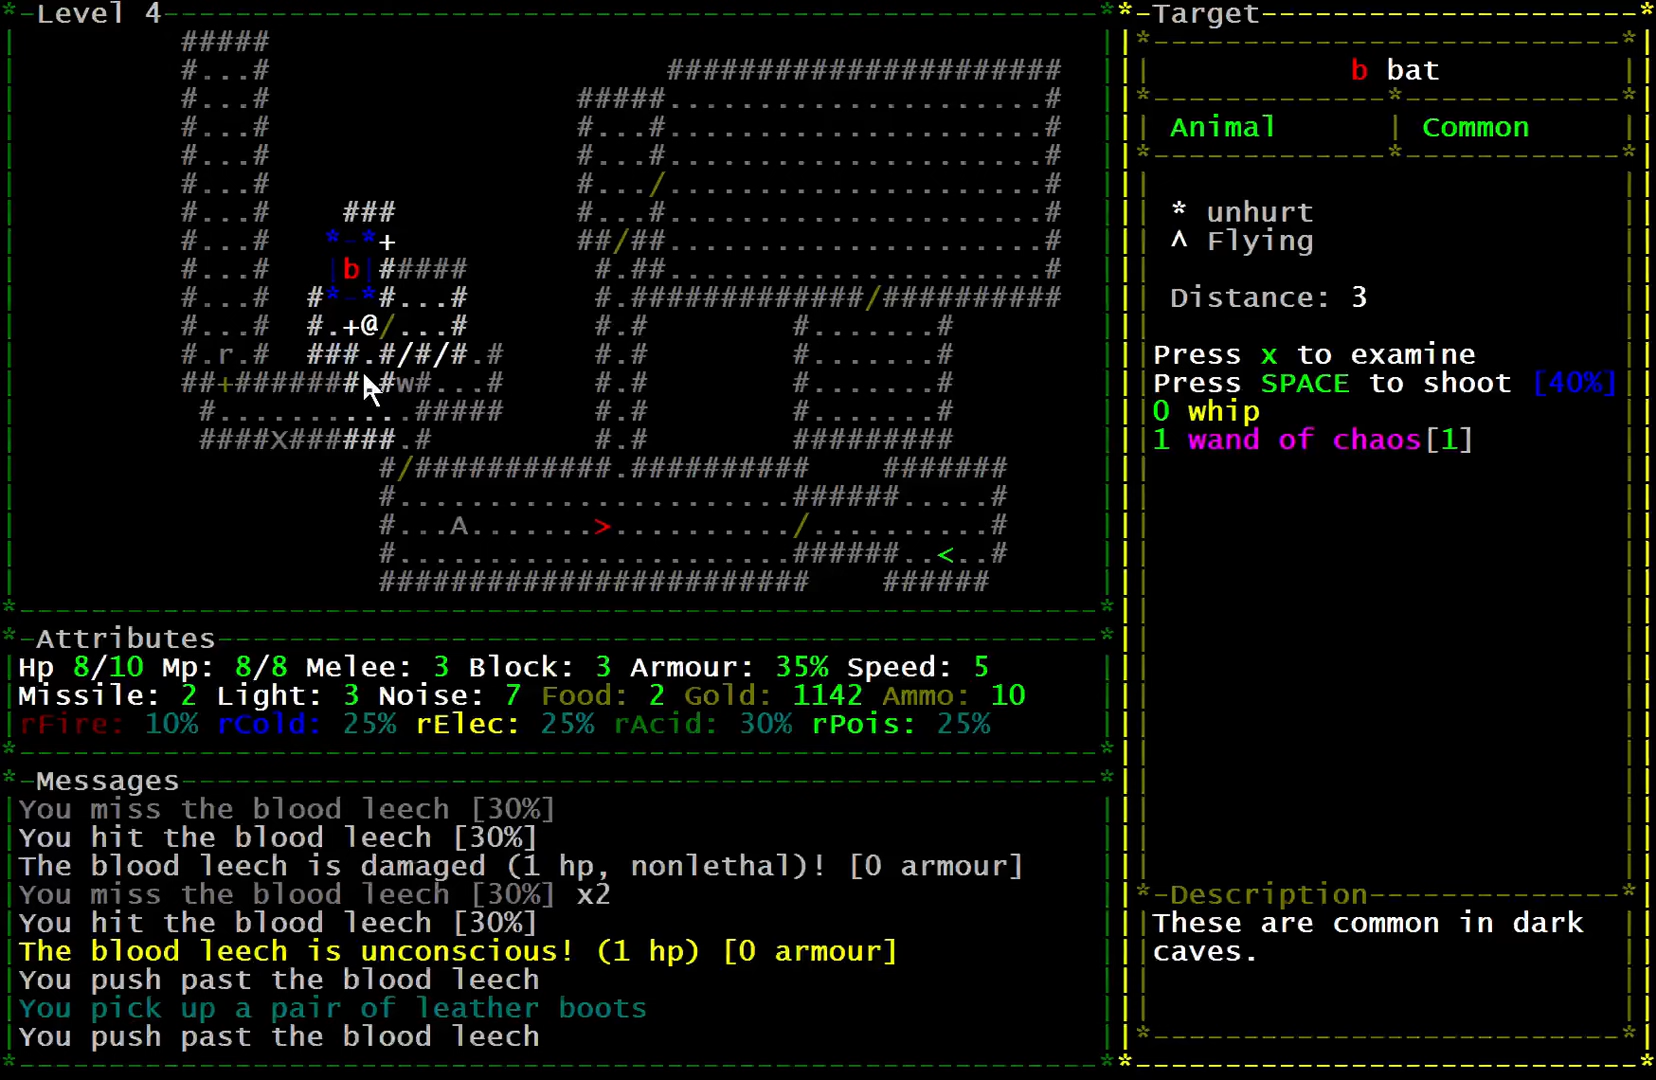 Level 4
#####
#...#
#...# ######################
#...# #####.....................#
#...# #...#.....................#
#...# #...#.....................#
#...# #.../.....................#
#...# ### #...#.....................#
#...# *-*+ ##/##.....................#
#...# |b|##### #.##.....................#
#...# #*-*#...# #.#############/##########
#...# #.+@/...# #.# #.......#
#.r.# ###.#/#/#.# #.# #.......#
##+#######.#w#...# #.# #.......#
#...........##### #.# #.......#
####X#######.# #.# #########
#/###########.########## #######
#......................######.....#
#...A.......>........../..........#
#......................###### ..<..#
######################## ######
Attributes
Hp 8/10 Mp: 8/8 Melee: 3 Block: 3 Armour: 35% Speed: 5
Missile: 2 Light: 3 Noise: 7 Food: 2 Gold: 1142 Ammo: 10
rFire: 10% rCold: 25% rElec: 25% rAcid: 30% rPois: 25%
Messages
You miss the blood leech [30%]
You hit the blood leech [30%]
The blood leech is damaged (1 hp, nonlethal)! [0 armour]
You miss the blood leech [30%] x2
You hit the blood leech [30%]
The blood leech is unconscious! (1 hp) [0 armour]
You push past the blood leech
You pick up a pair of leather boots
You push past the blood leech
Target
b bat
Animal | Common
* unhurt
^ Flying
Distance: 3
Press x to examine
Press SPACE to shoot [40%]
0 whip
1 wand of chaos[1]
Description
These are common in dark
caves.